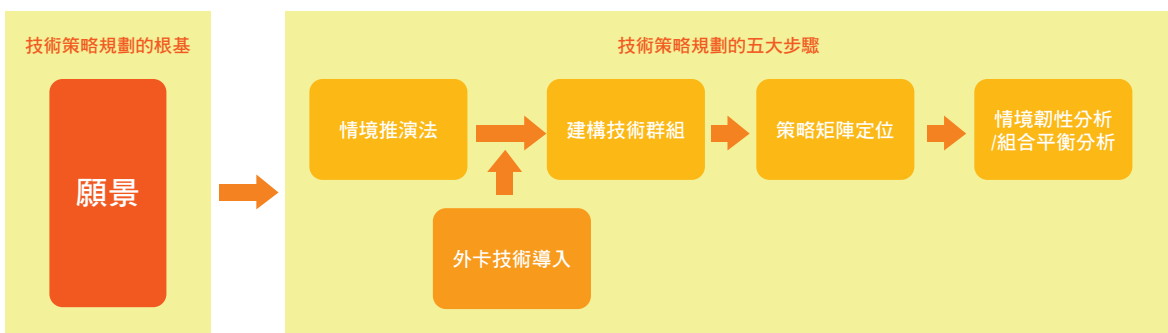 技術策略規劃的根基
願景
技術策略規劃的五大步驟
情境推演法
建構技術群組
策略矩陣定位
情境韌性分析
/組合平衡分析
外卡技術導入